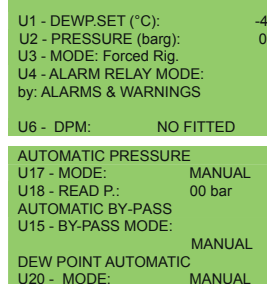 U1 - DEWP.SET (°C): -4
U2 - PRESSURE (barg): 0
U3 - MODE: Forced Rig.
U4 - ALARM RELAY MODE:
by: ALARMS & WARNINGS
U6 - DPM: NO FITTED
AUTOMATIC PRESSURE
U17 - MODE: MANUAL
U18 - READ P.: 00 bar
AUTOMATIC BY-PASS
U15 - BY-PASS MODE:
MANUAL
DEW POINT AUTOMATIC
U20 - MODE: MANUAL